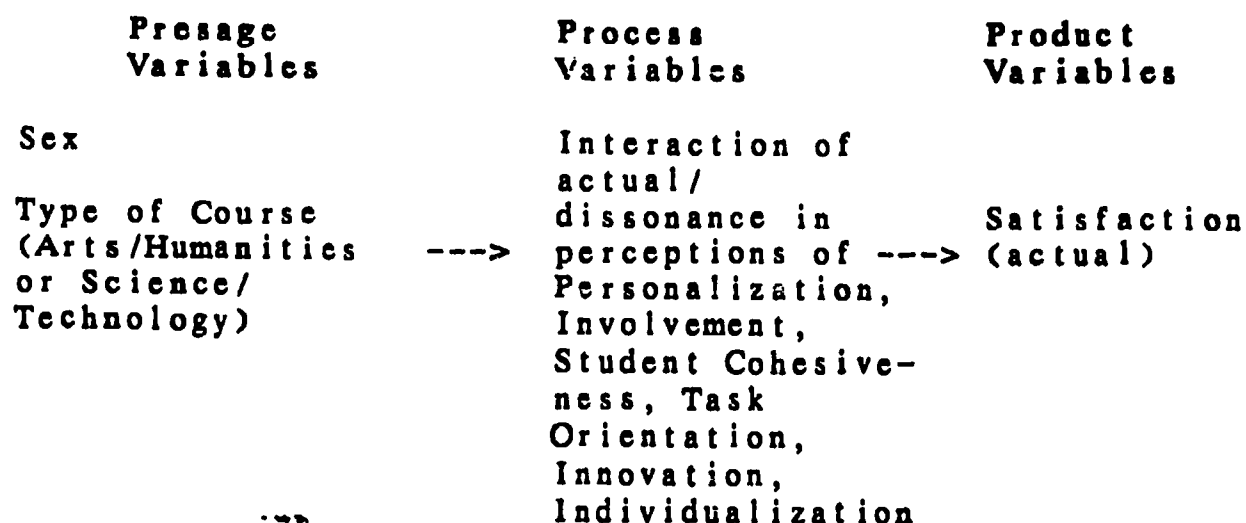 Presage Variables
Process Variables
Product Variables
Sex
Type of Course
(Arts/Humanities
or Science/
Technology)
--->
Interaction of
actual/
dissonance in
perceptions of
Personalization,
Involvement,
Student Cohesive-
ness, Task
Orientation,
Innovation,
Individualization
--->
Satisfaction
(actual)